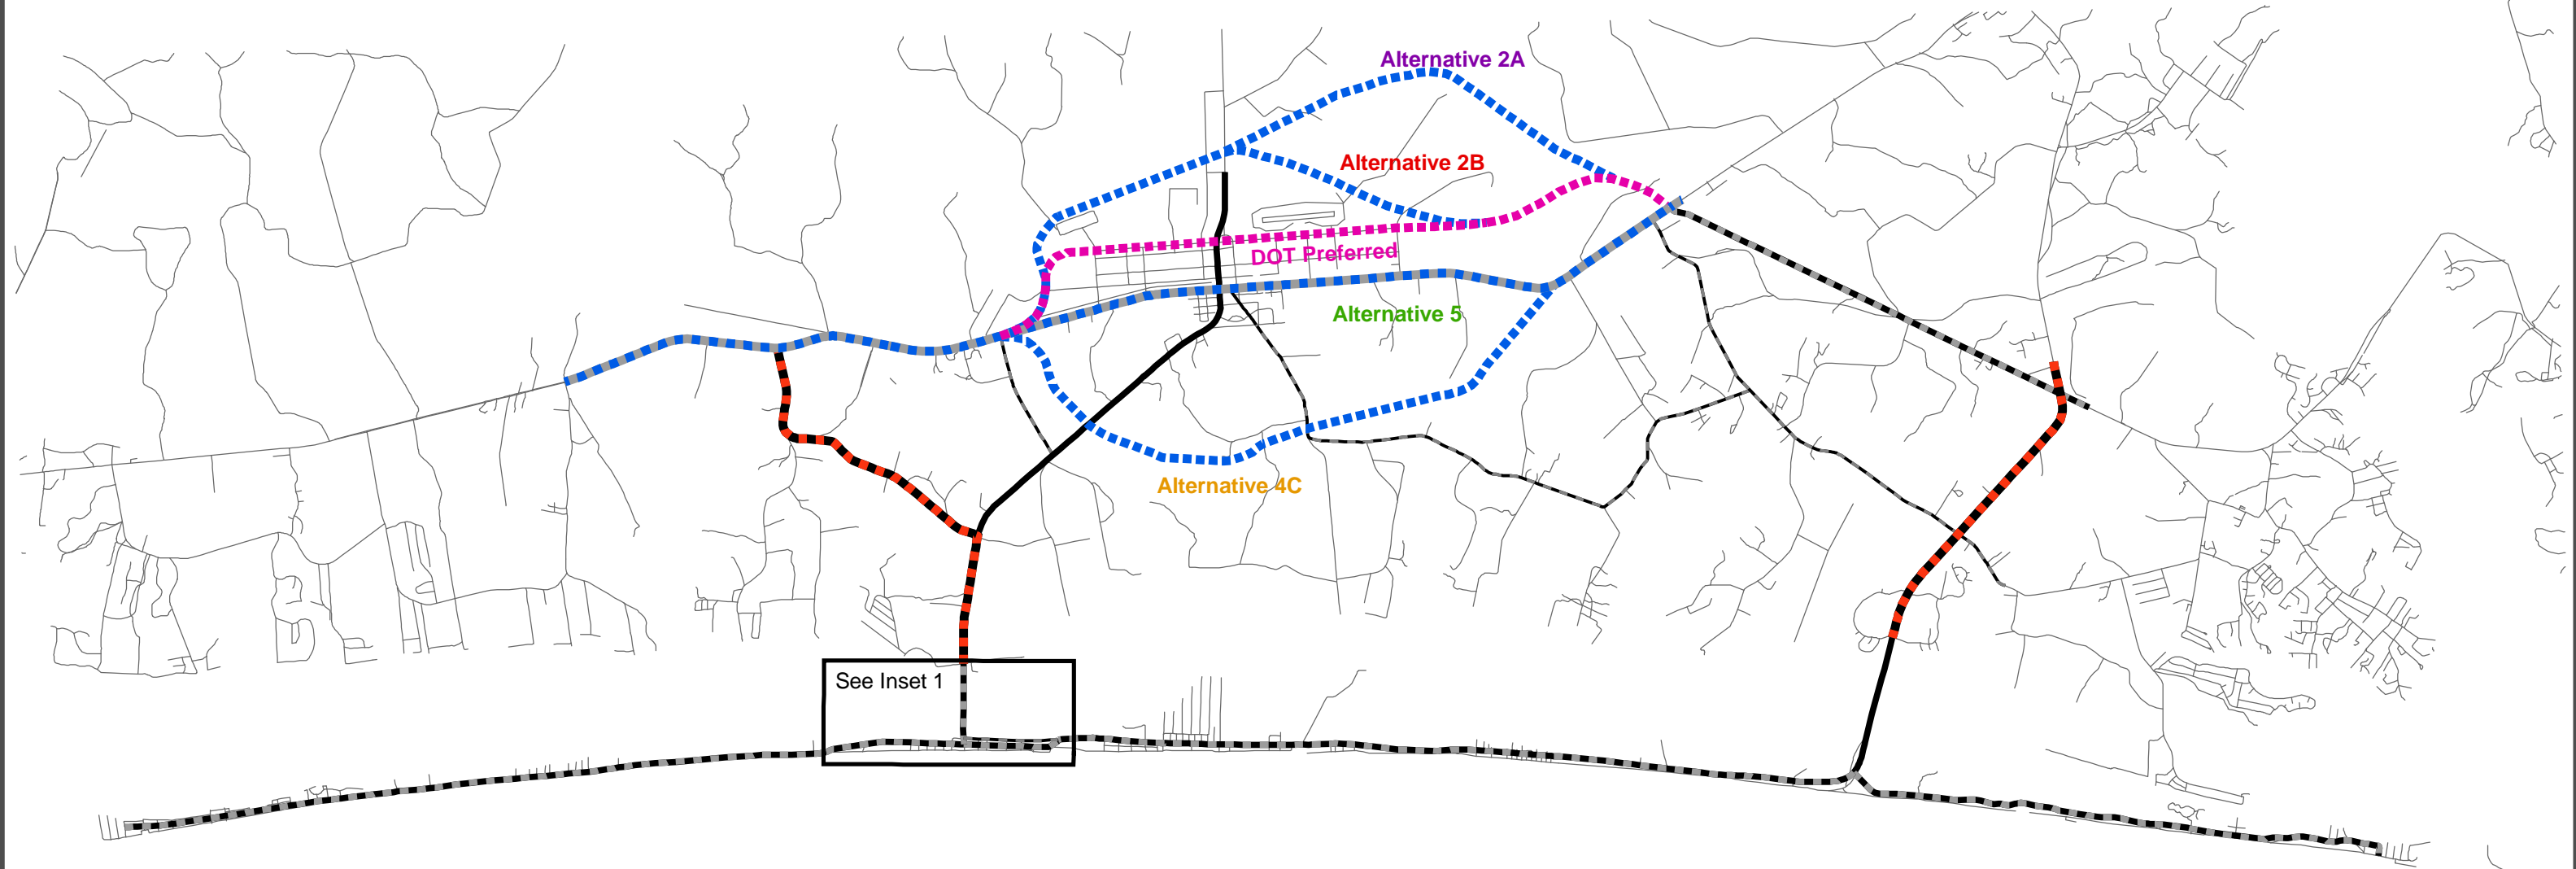 Alternative 2A
Alternative 2B
DOT Preferred
Alternative 5
Alternative 4C
See Inset 1